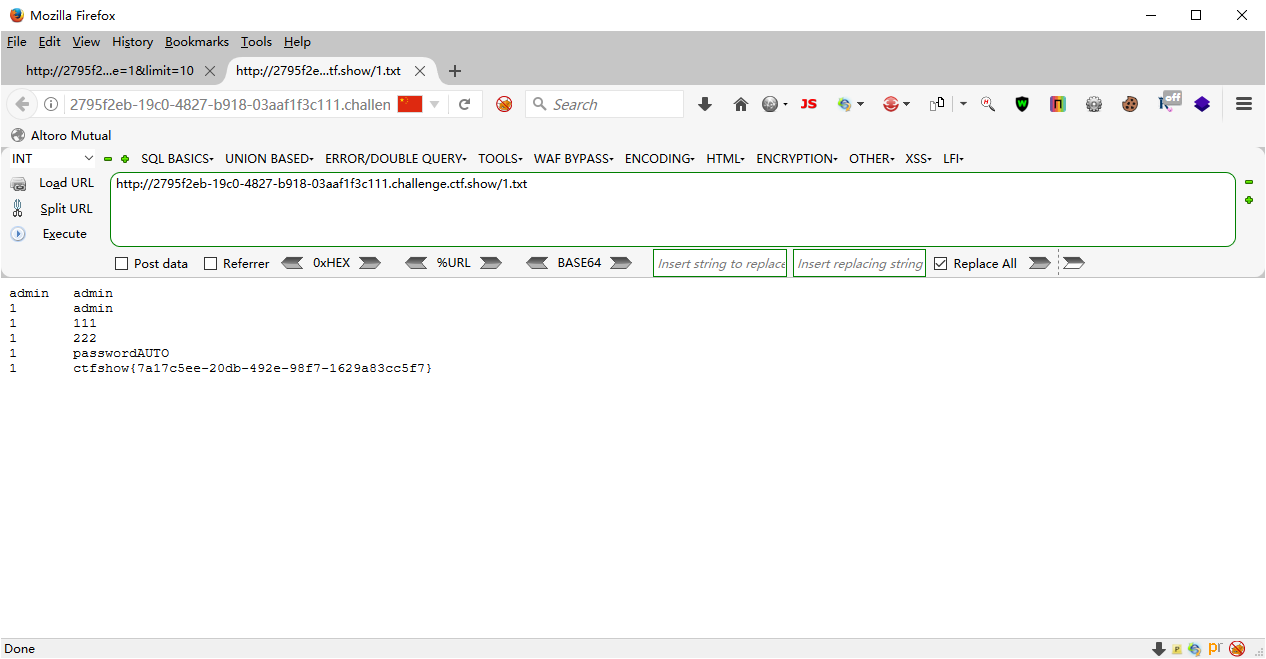 Mozilla Firefox
File Edit View History Bookmarks Tools Help
http://2795f2...e=1&limit=10 http://2795f2e...tf.show/1.txt
2795f2eb-19c0-4827-b918-03aaf1f3c111.challen Search JS off
Altoro Mutual
INT SQL BASICS UNION BASED ERROR/DOUBLE QUERY TOOLS WAF BYPASS ENCODING HTML ENCRYPTION OTHER XSS LFI
Load URL http://2795f2eb-19c0-4827-b918-03aaf1f3c111.challenge.ctf.show/1.txt
Split URL
Execute
Post data Referrer 0xHEX %URL BASE64 Insert string to replace Insert replacing string Replace All
admin admin
1 admin
1 111
1 222
1 passwordAUTO
1 ctfshow{7a17c5ee-20db-492e-98f7-1629a83cc5f7}
Done pr